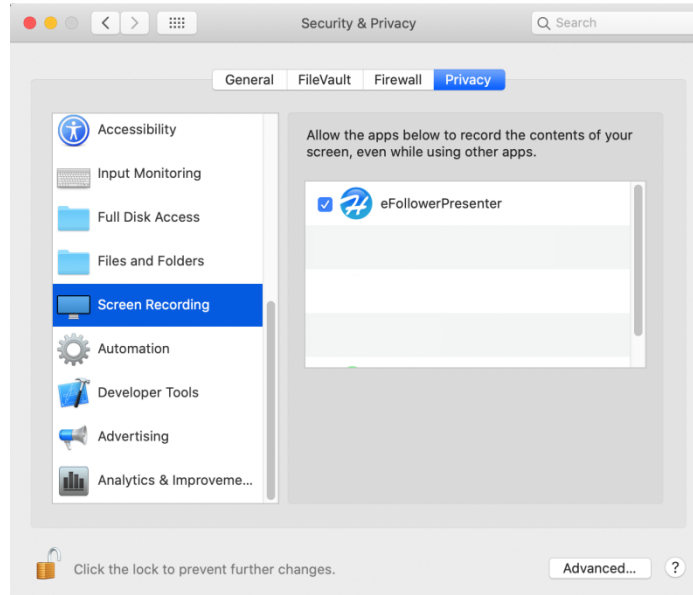 Security & Privacy
Search
General
FileVault
Firewall
Privacy
Accessibility
Input Monitoring
Full Disk Access
Files and Folders
Screen Recording
Automation
Developer Tools
Advertising
Analytics & Improveme...
Allow the apps below to record the contents of your
screen, even while using other apps.
eFollowerPresenter
Click the lock to prevent further changes.
Advanced...
?